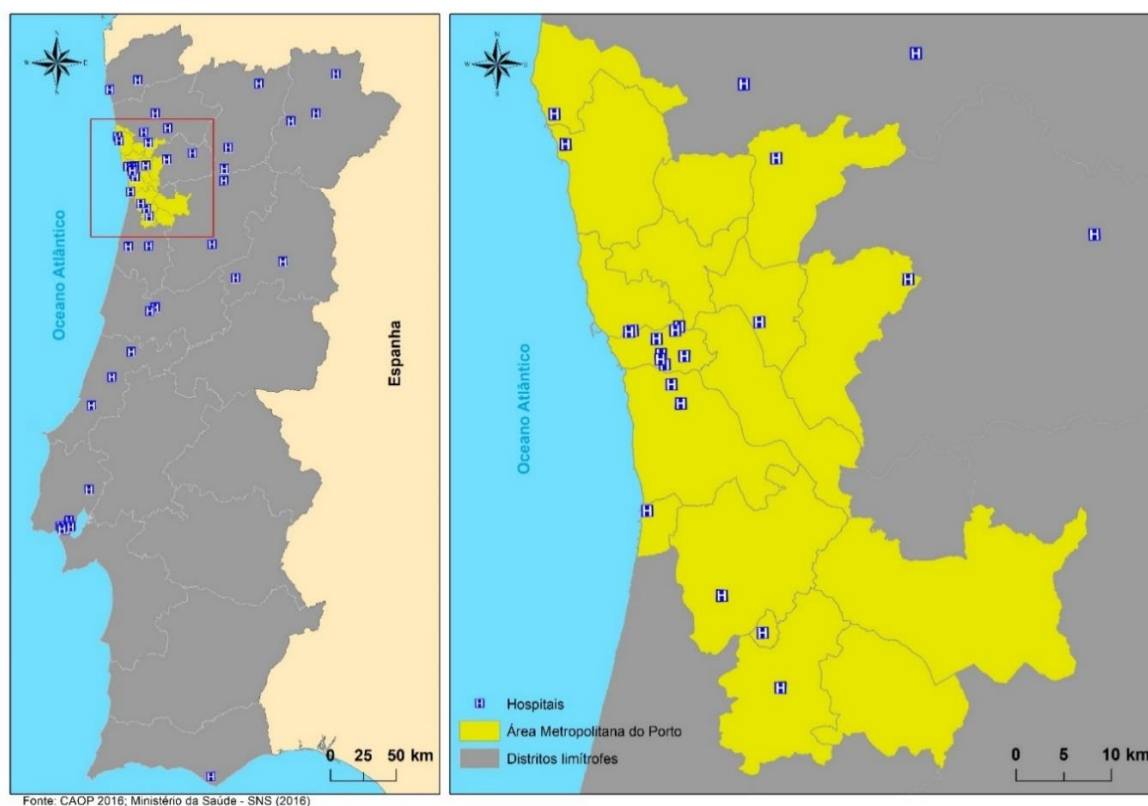 N
W
E
S
Oceano Atlântico
Espanha
0 25 50 km
Oceano Atlântico
Hospitais
Área Metropolitana do Porto
Distritos limítrofes
0 5 10 km
Fonte: CAOP 2016; Ministério da Saúde - SNS (2016)